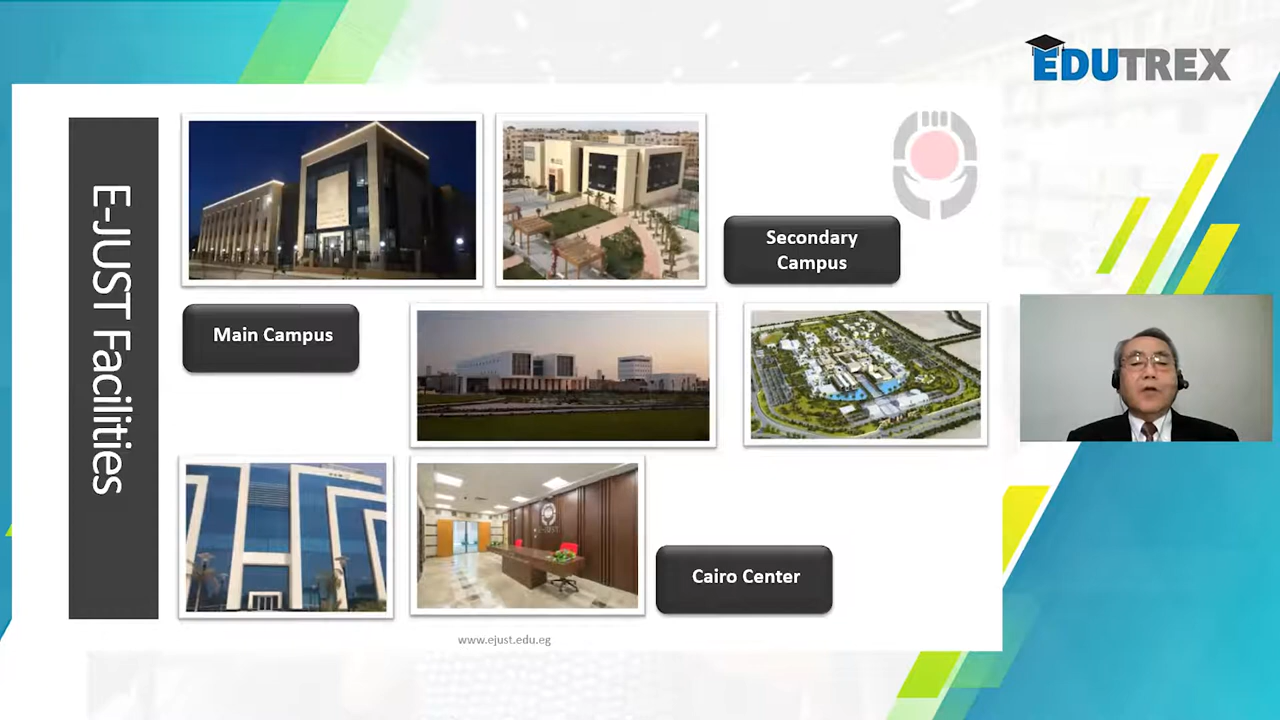 EDUTREX
E-JUST Facilities
Secondary
Campus
Main Campus
Cairo Center
www.ejust.edu.eg